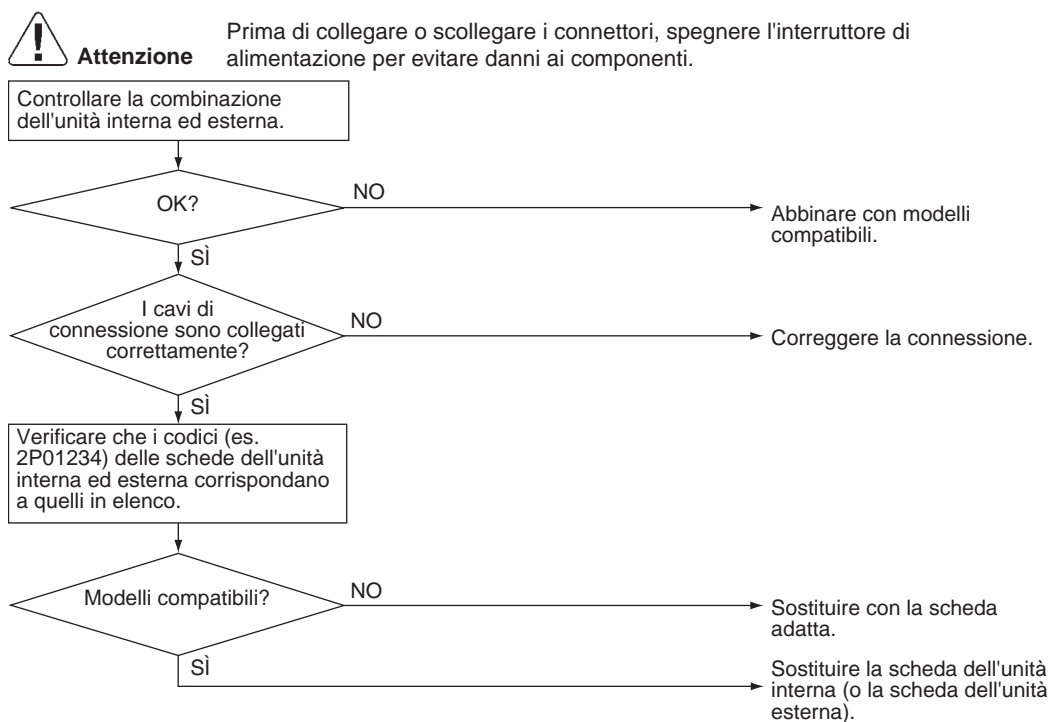 Prima di collegare o scollegare i connettori, spegnere l'interruttore di
Attenzione alimentazione per evitare danni ai componenti.
Controllare la combinazione
dell'unità interna ed esterna.
OK?
NO
Abbinare con modelli
compatibili.
SÌ
I cavi di
connessione sono collegati
correttamente?
NO
Correggere la connessione.
SÌ
Verificare che i codici (es.
2P01234) delle schede dell'unità
interna ed esterna corrispondano
a quelli in elenco.
Modelli compatibili?
NO
Sostituire con la scheda
adatta.
SÌ
Sostituire la scheda dell'unità
interna (o la scheda dell'unità
esterna).